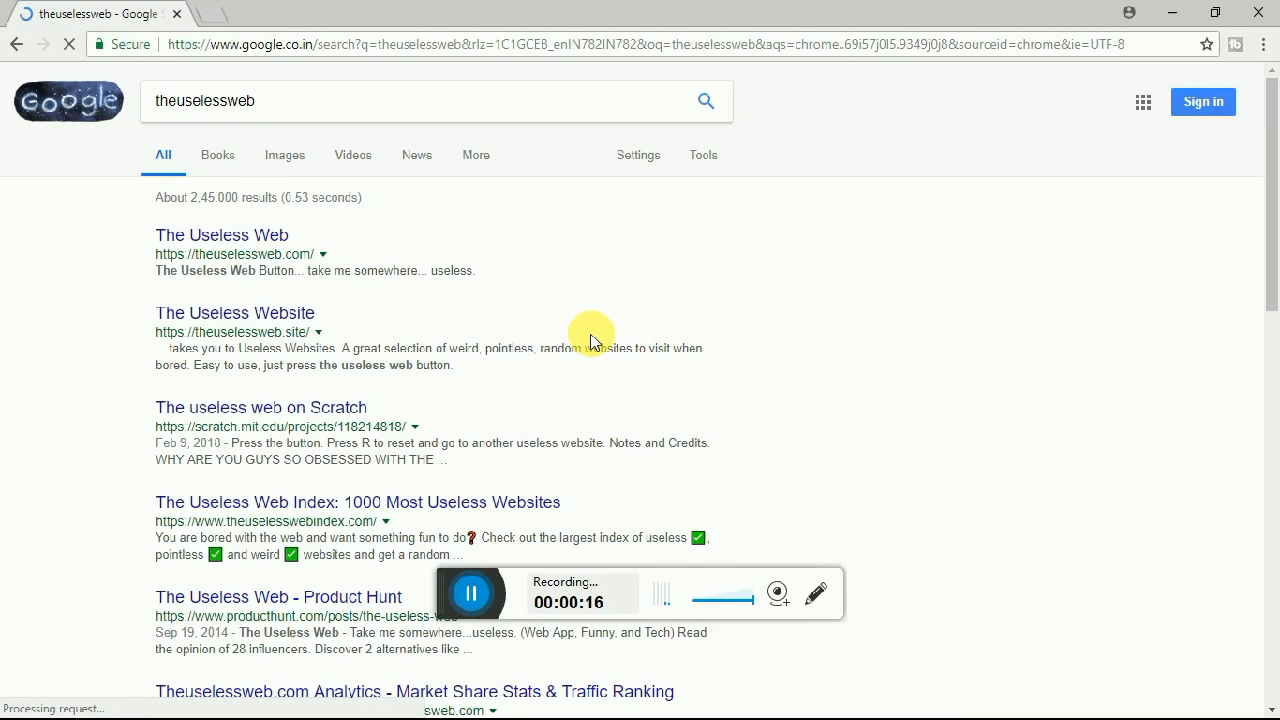 theuselessweb - Google S
Secure | https://www.google.co.in/search?q=theuselessweb&rlz=1C1GCEB_enIN782IN782&oq=theuselessweb&aqs=chrome..69i57j0l5.9349j0j8&sourceid=chrome&ie=UTF-8
Google
theuselessweb
Sign in
All Books Images Videos News More Settings Tools
About 2,45,000 results (0.53 seconds)
The Useless Web
https://theuselessweb.com/
The Useless Web Button... take me somewhere... useless.
The Useless Website
https://theuselessweb.site/
takes you to Useless Websites. A great selection of weird, pointless, random websites to visit when
bored. Easy to use, just press the useless web button.
The useless web on Scratch
https://scratch.mit.edu/projects/118214818/
Feb 9, 2018 - Press the button. Press R to reset and go to another useless website. Notes and Credits.
WHY ARE YOU GUYS SO OBSESSED WITH THE ...
The Useless Web Index: 1000 Most Useless Websites
https://www.theuselesswebindex.com/
You are bored with the web and want something fun to do❓ Check out the largest index of useless ✅,
pointless ✅ and weird ✅ websites and get a random ...
The Useless Web - Product Hunt
https://www.producthunt.com/posts/the-useless-web
Sep 19, 2014 - The Useless Web - Take me somewhere...useless. (Web App, Funny, and Tech) Read
the opinion of 28 influencers. Discover 2 alternatives like ...
Recording...
00:00:16
Theuselessweb.com Analytics - Market Share Stats & Traffic Ranking
sweb.com
Processing request...